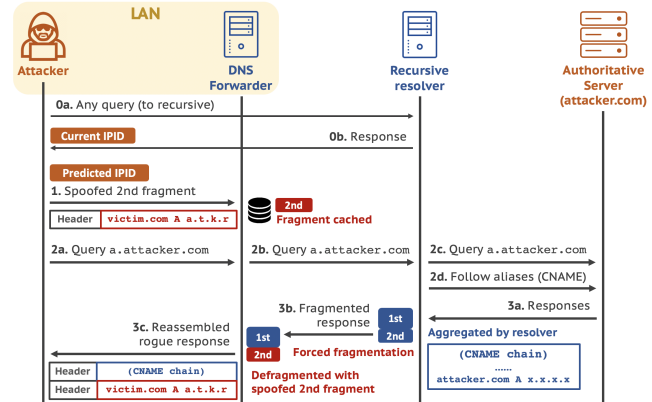 LAN
Attacker
DNS
Forwarder
Recursive
resolver
Authoritative
Server
(attacker.com)
0a. Any query (to recursive)
Current IPID
0b. Response
Predicted IPID
1. Spoofed 2nd fragment
Header victim.com A a.t.k.r
2nd
Fragment cached
2a. Query a.attacker.com
2b. Query a.attacker.com
2c. Query a.attacker.com
2d. Follow aliases (CNAME)
3a. Responses
3b. Fragmented
response
1st
2nd
Forced fragmentation
Aggregated by resolver
(CNAME chain)
......
attacker.com A x.x.x.x
3c. Reassembled
rogue response
1st
2nd
Defragmented with
spoofed 2nd fragment
Header (CNAME chain)
Header victim.com A a.t.k.r